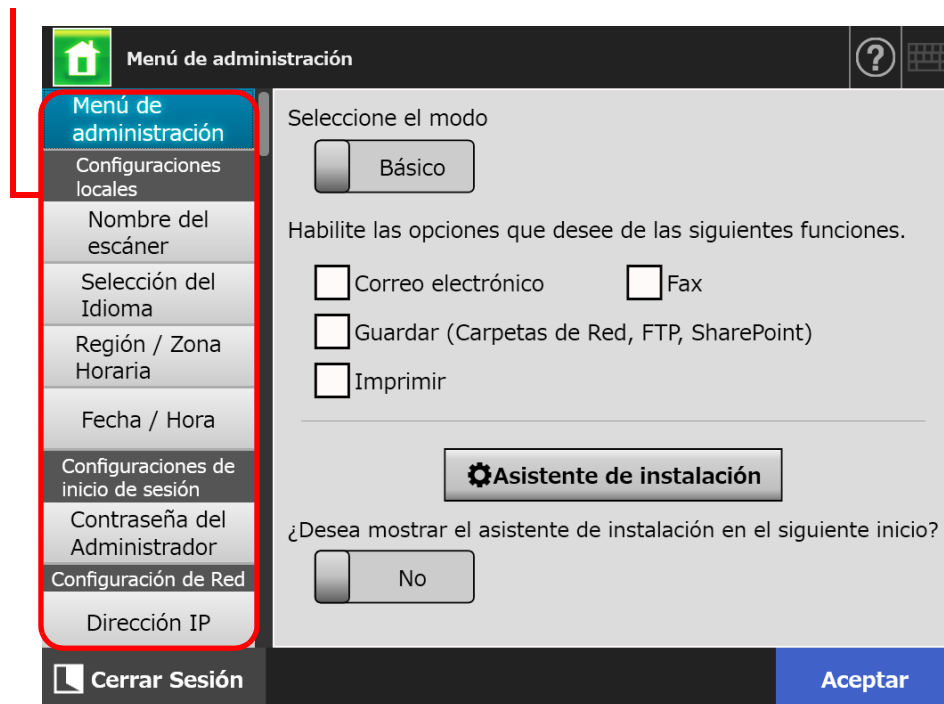 Menú de administración
Menú de
administración
Configuraciones
locales
Nombre del
escáner
Selección del
Idioma
Región / Zona
Horaria
Fecha / Hora
Configuraciones de
inicio de sesión
Contraseña del
Administrador
Configuración de Red
Dirección IP
Seleccione el modo
Básico
Habilite las opciones que desee de las siguientes funciones.
Correo electrónico
Fax
Guardar (Carpetas de Red, FTP, SharePoint)
Imprimir
Asistente de instalación
¿Desea mostrar el asistente de instalación en el siguiente inicio?
No
Cerrar Sesión
Aceptar